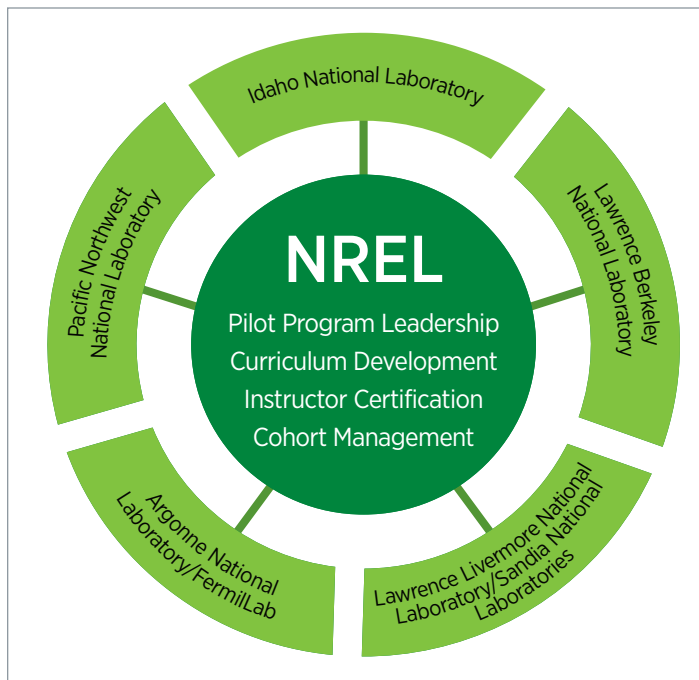 Idaho National Laboratory
Pacific Northwest
National Laboratory
Lawrence Berkeley
National Laboratory
NREL
Pilot Program Leadership
Curriculum Development
Instructor Certification
Cohort Management
Argonne National
Laboratory/FermilLab
Lawrence Livermore National
Laboratory/Sandia National
Laboratories